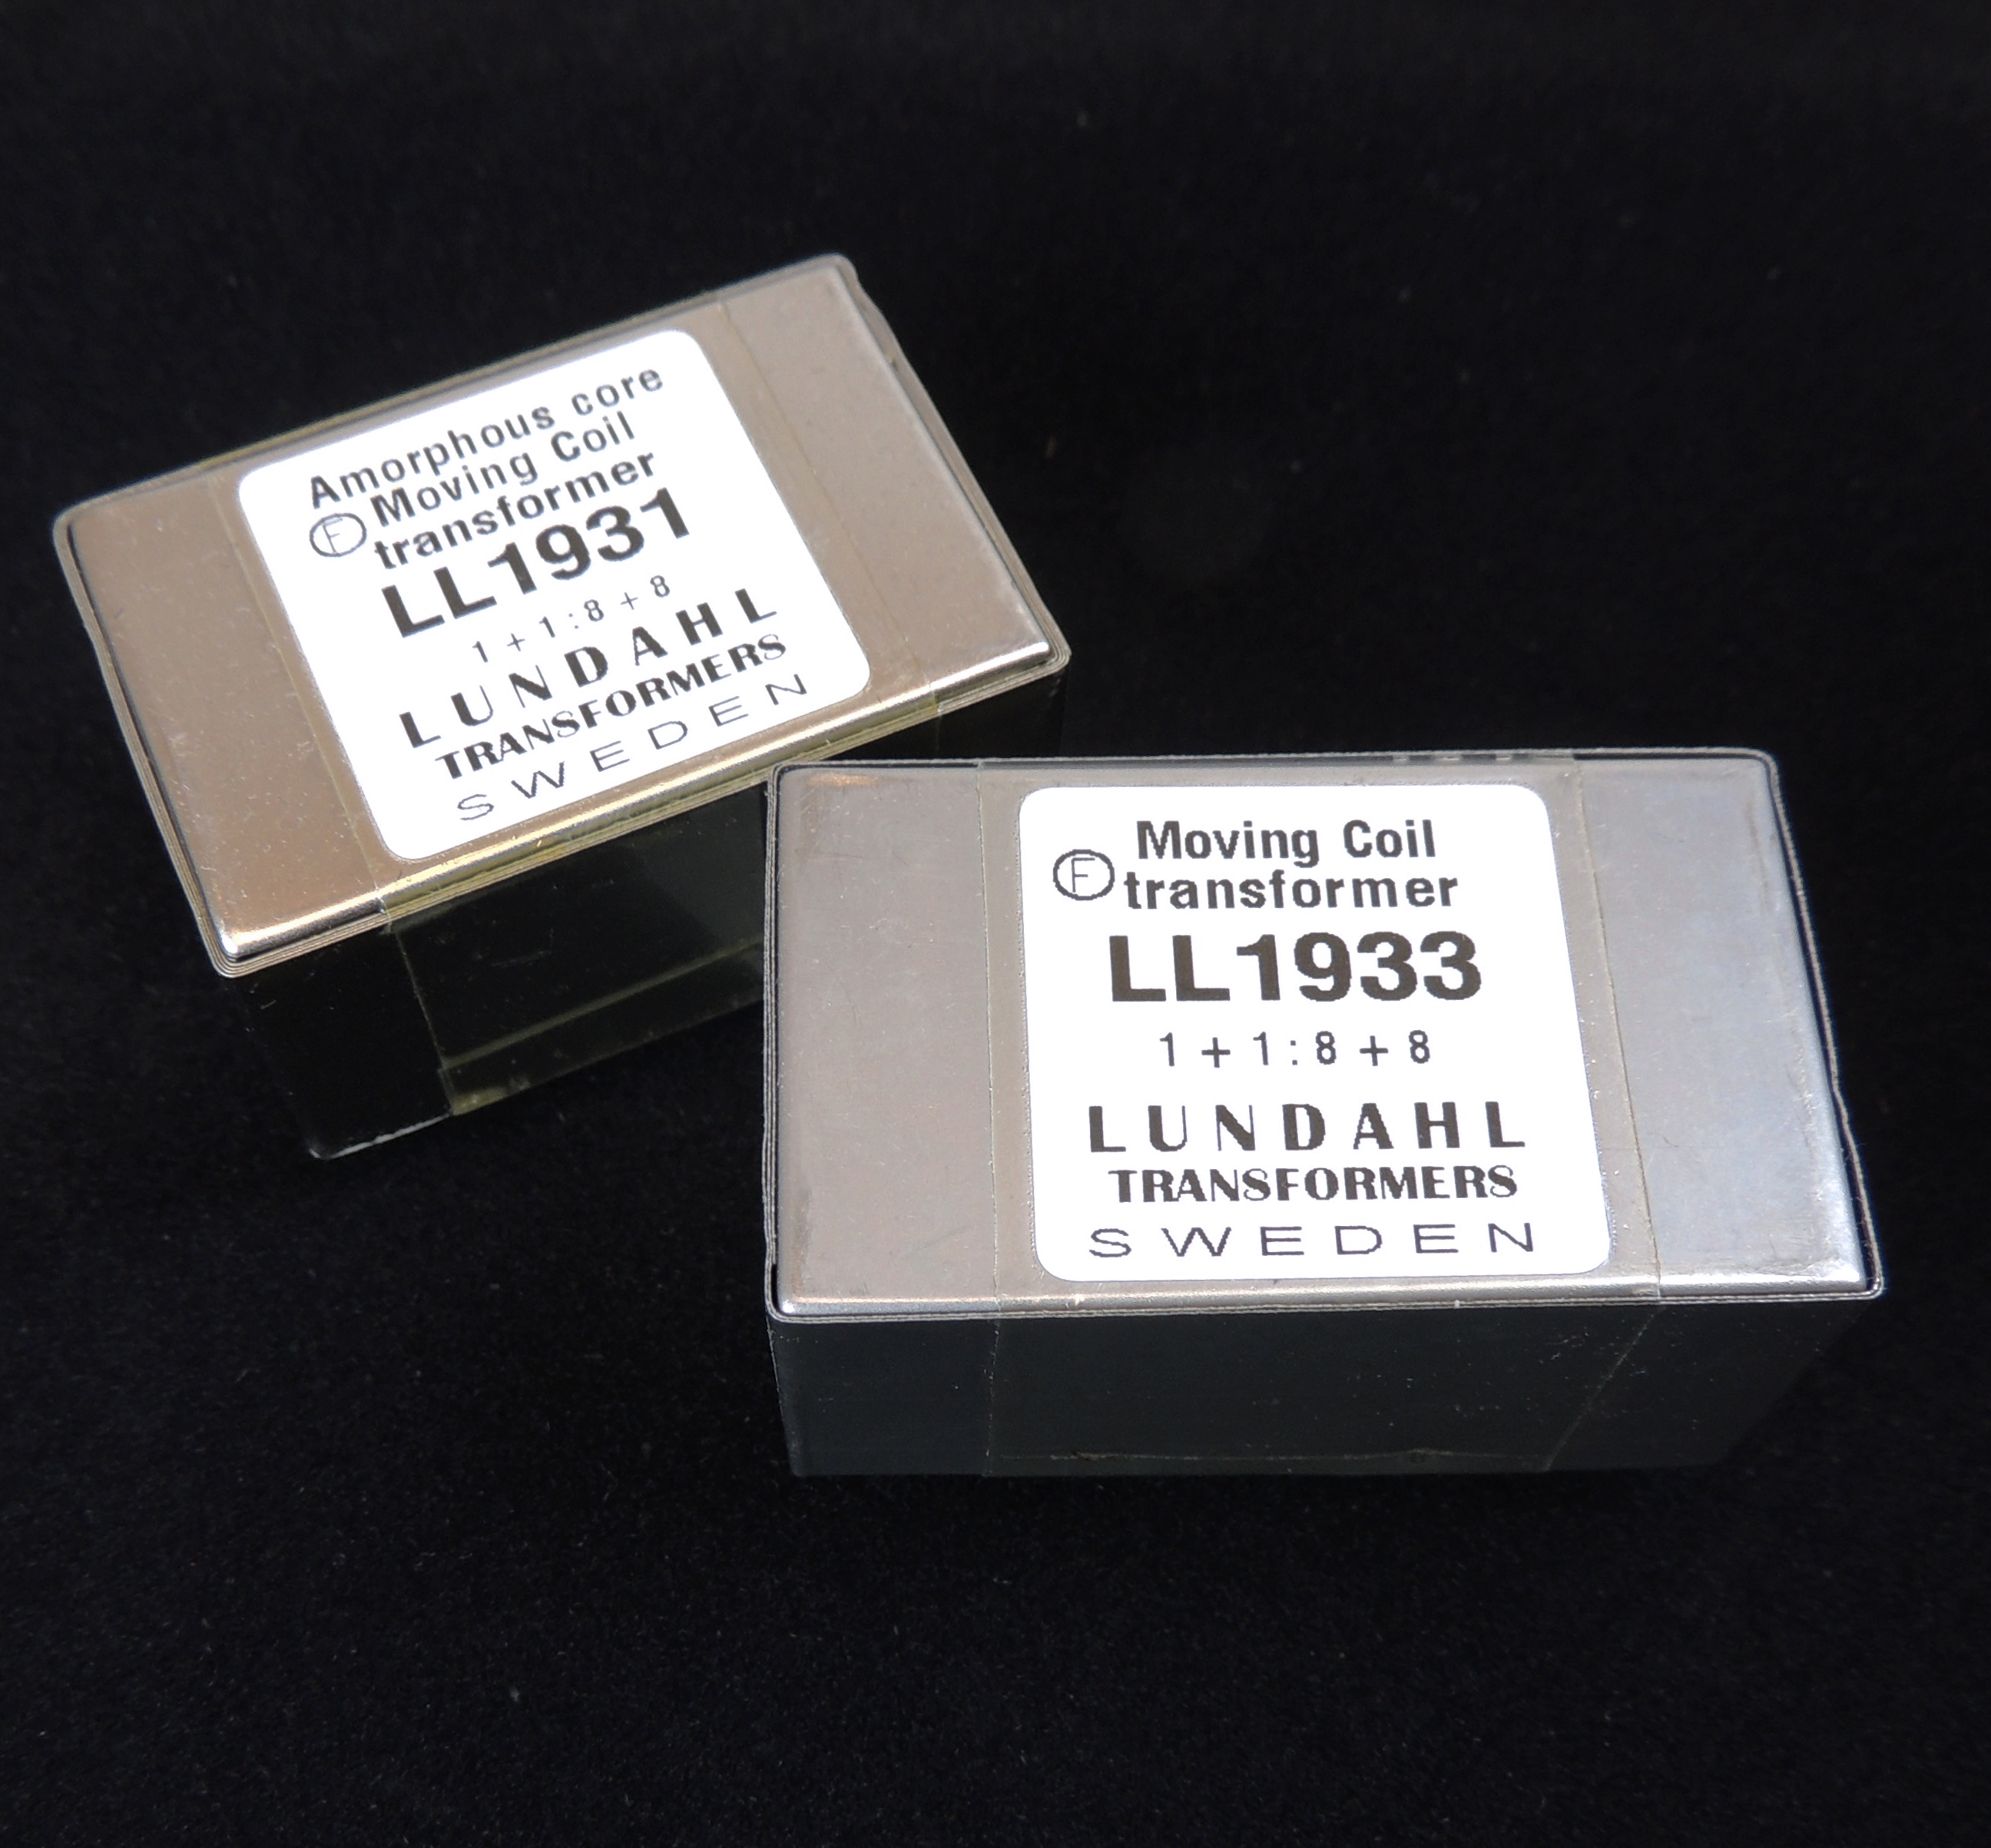 Amorphous core
Ⓕ Moving Coil
transformer
LL1931
1+1:8+8
LUNDAHL
TRANSFORMERS
SWEDEN
Ⓕ Moving Coil
transformer
LL1933
1+1:8+8
LUNDAHL
TRANSFORMERS
SWEDEN